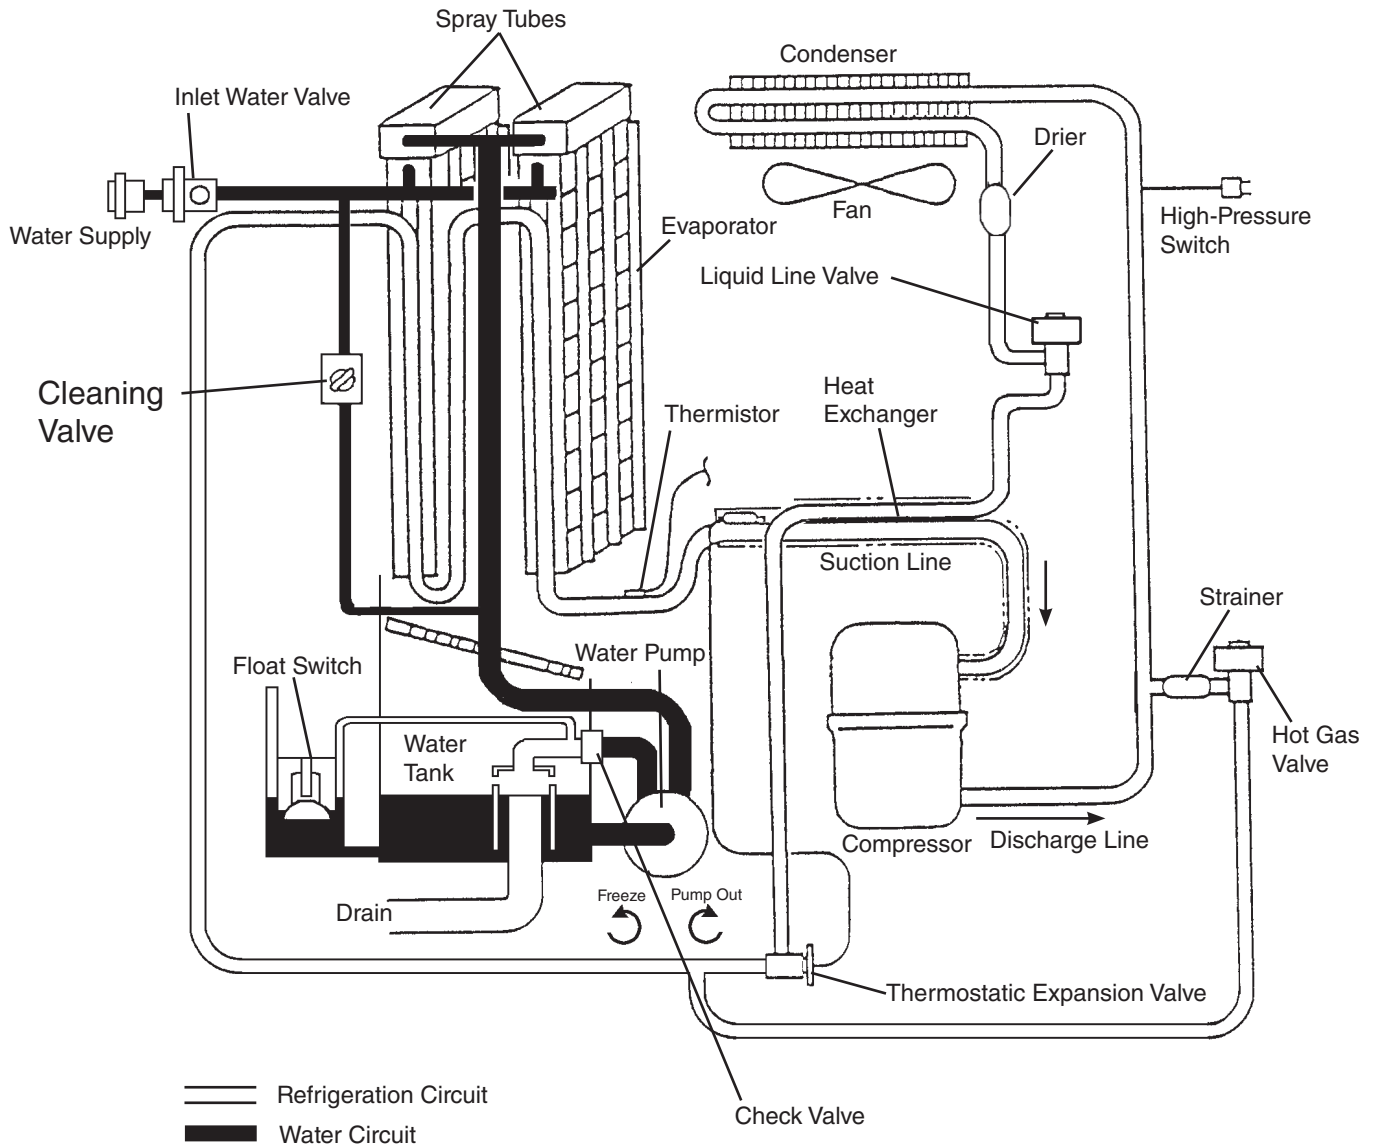 Spray Tubes
Condenser
Inlet Water Valve
Drier
Water Supply
Fan
High-Pressure
Switch
Evaporator
Liquid Line Valve
Cleaning
Valve
Thermistor
Heat
Exchanger
Suction Line
Strainer
Float Switch
Water Pump
Water
Tank
Hot Gas
Valve
Compressor
Discharge Line
Drain
Freeze
Pump Out
Thermostatic Expansion Valve
Refrigeration Circuit
Check Valve
Water Circuit